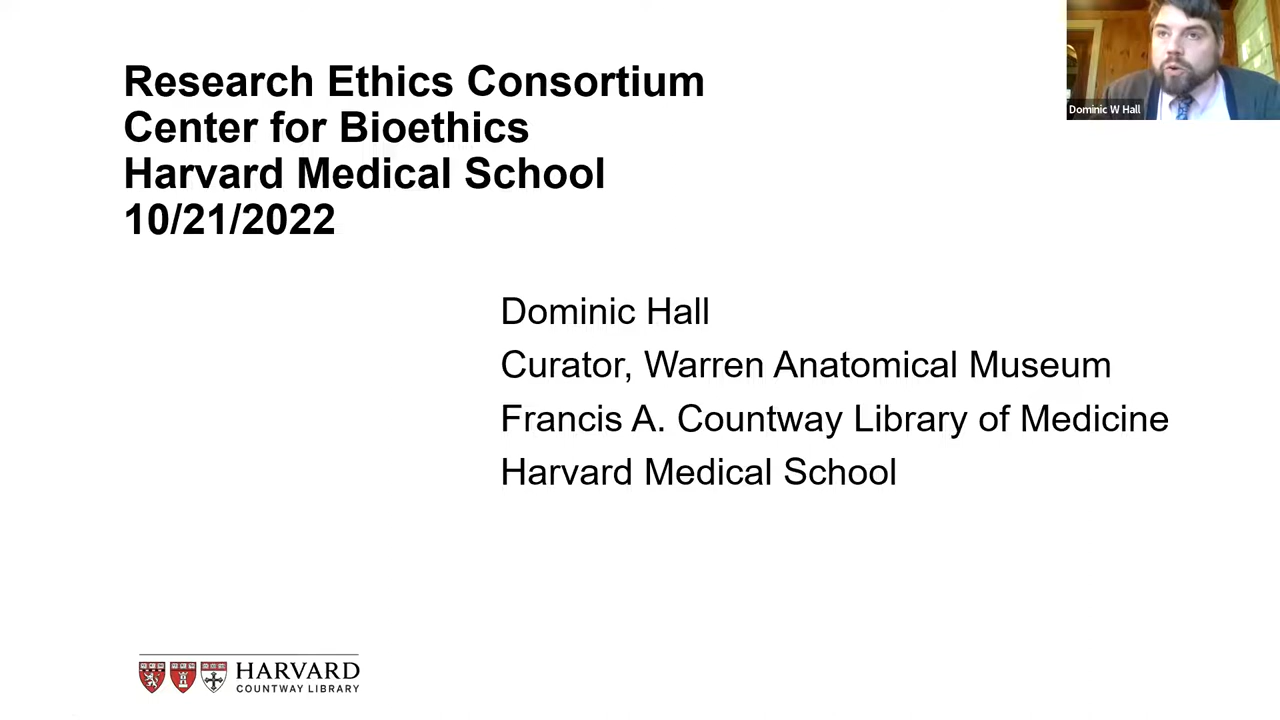 Research Ethics Consortium
Center for Bioethics
Harvard Medical School
10/21/2022
Dominic W Hall
Dominic Hall
Curator, Warren Anatomical Museum
Francis A. Countway Library of Medicine
Harvard Medical School
HARVARD
COUNTWAY LIBRARY